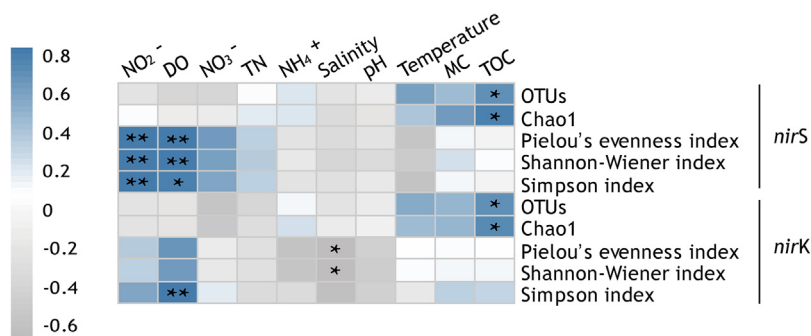 NO₂⁻ DO NO₃⁻ TN NH₄⁺ Salinity pH Temperature MC TOC
0.8
0.6
0.4
0.2
0
-0.2
-0.4
-0.6
* OTUs
* Chao1
** ** Pielou's evenness index
** ** Shannon-Wiener index
** * Simpson index
nirS
* OTUs
* Chao1
* Pielou's evenness index
* Shannon-Wiener index
** Simpson index
nirK